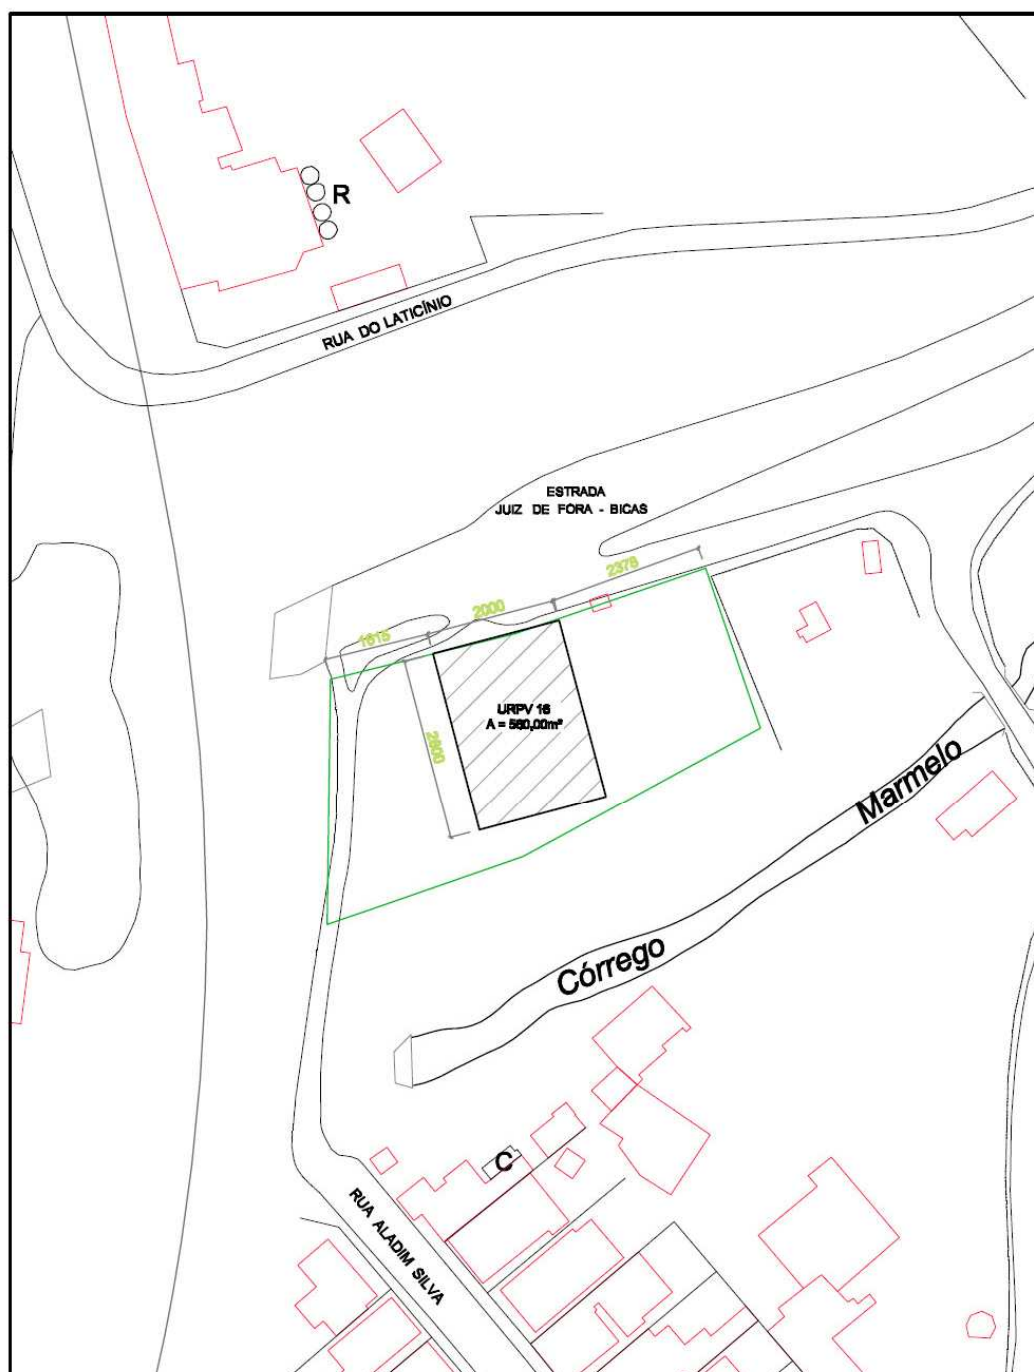 R
RUA DO LATICÍNIO
ESTRADA
JUIZ DE FORA - BICAS
2378
2000
1615
URPV 16
A = 560,00m²
2800
Marmelo
Córrego
C
RUA ALADIM SILVA